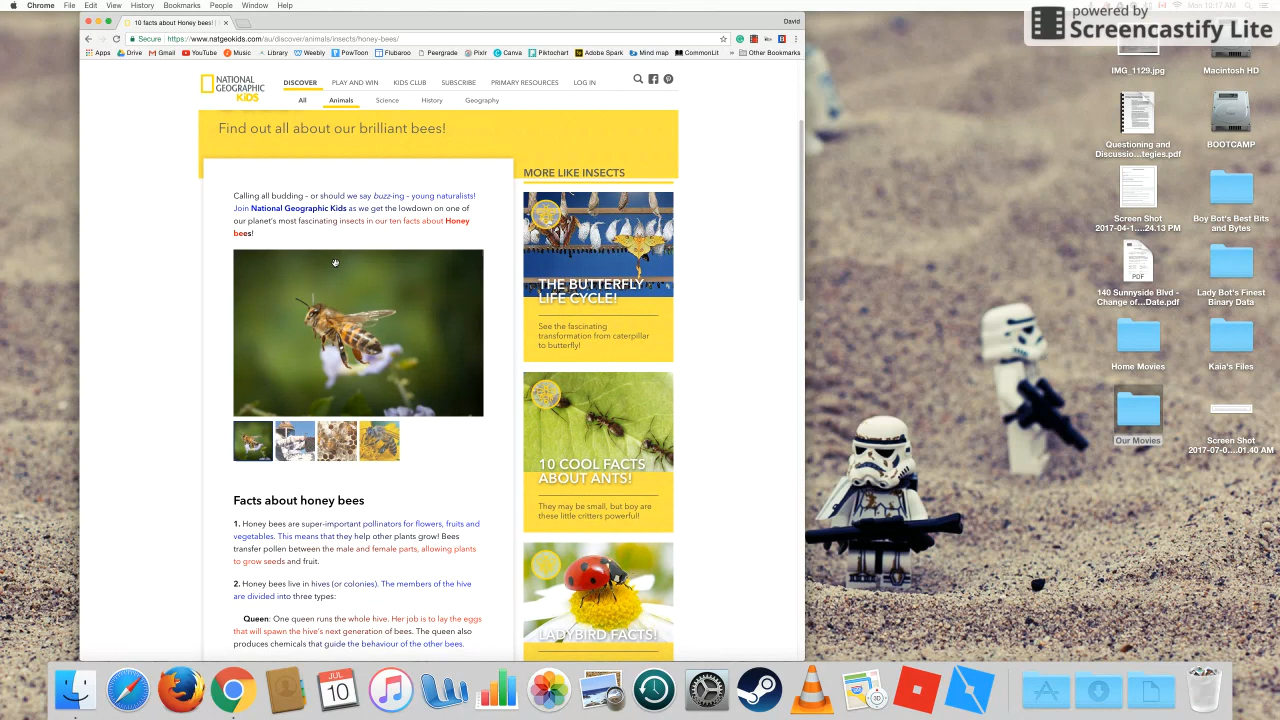 Chrome File Edit View History Bookmarks People Window Help
Mon 10:17 AM
powered by
Screencastify Lite
10 facts about Honey bees! |
David
Secure https://www.natgeokids.com/au/discover/animals/insects/honey-bees/
Apps Drive Gmail YouTube Music Library Weebly PowToon Flubaroo Peergrade Pixir Canva Piktochart Adobe Spark Mind map CommonLit » Other Bookmarks
NATIONAL
GEOGRAPHIC
KiDS
DISCOVER PLAY AND WIN KIDS CLUB SUBSCRIBE PRIMARY RESOURCES LOG IN
All Animals Science History Geography
Find out all about our brilliant bees!
Calling all budding – or should we say buzz-ing – young naturalists!
Join National Geographic Kids as we get the lowdown on one of
our planet's most fascinating insects in our ten facts about Honey
bees!
Facts about honey bees
1. Honey bees are super-important pollinators for flowers, fruits and
vegetables. This means that they help other plants grow! Bees
transfer pollen between the male and female parts, allowing plants
to grow seeds and fruit.
2. Honey bees live in hives (or colonies). The members of the hive
are divided into three types:
Queen: One queen runs the whole hive. Her job is to lay the eggs
that will spawn the hive's next generation of bees. The queen also
produces chemicals that guide the behaviour of the other bees.
MORE LIKE INSECTS
THE BUTTERFLY
LIFE CYCLE!
See the fascinating
transformation from caterpillar
to butterfly!
10 COOL FACTS
ABOUT ANTS!
They may be small, but boy are
these little critters powerful!
LADYBIRD FACTS!
IMG_1129.jpg
Macintosh HD
Questioning and
Discussio...tegies.pdf
BOOTCAMP
Screen Shot
2017-04-1....24.13 PM
Boy Bot's Best Bits
and Bytes
PDF
140 Sunnyside Blvd -
Change of...Date.pdf
Lady Bot's Finest
Binary Data
Home Movies
Kaia's Files
Our Movies
Screen Shot
2017-07-0....01.40 AM
JUL
10
3D